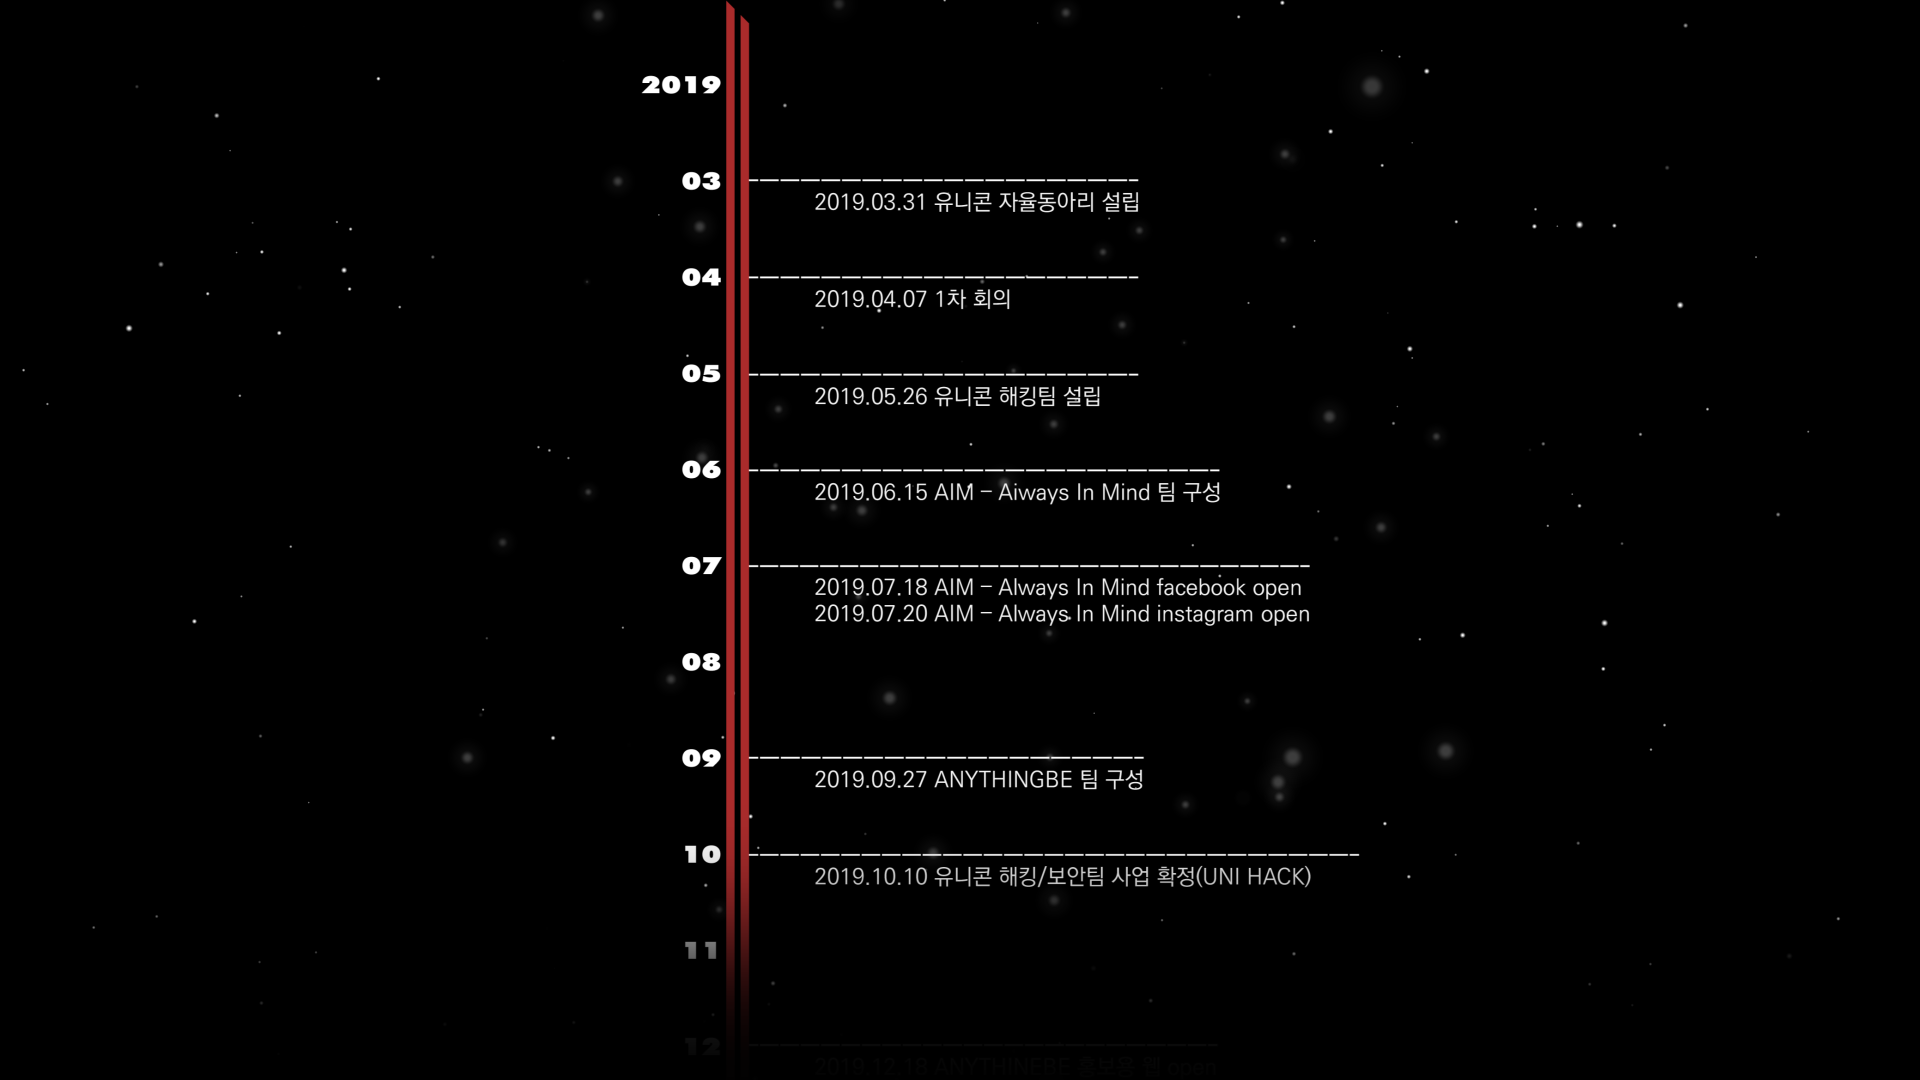 2019
03
2019.03.31 유니콘 자율동아리 설립
04
2019.04.07 1차 회의
05
2019.05.26 유니콘 해킹팀 설립
06
2019.06.15 AIM – Aiways In Mind 팀 구성
07
2019.07.18 AIM – Always In Mind facebook open
2019.07.20 AIM – Always In Mind instagram open
08
09
2019.09.27 ANYTHINGBE 팀 구성
10
2019.10.10 유니콘 해킹/보안팀 사업 확정(UNI HACK)
11
12
ANYTHINEBE 홍보용 웹 open